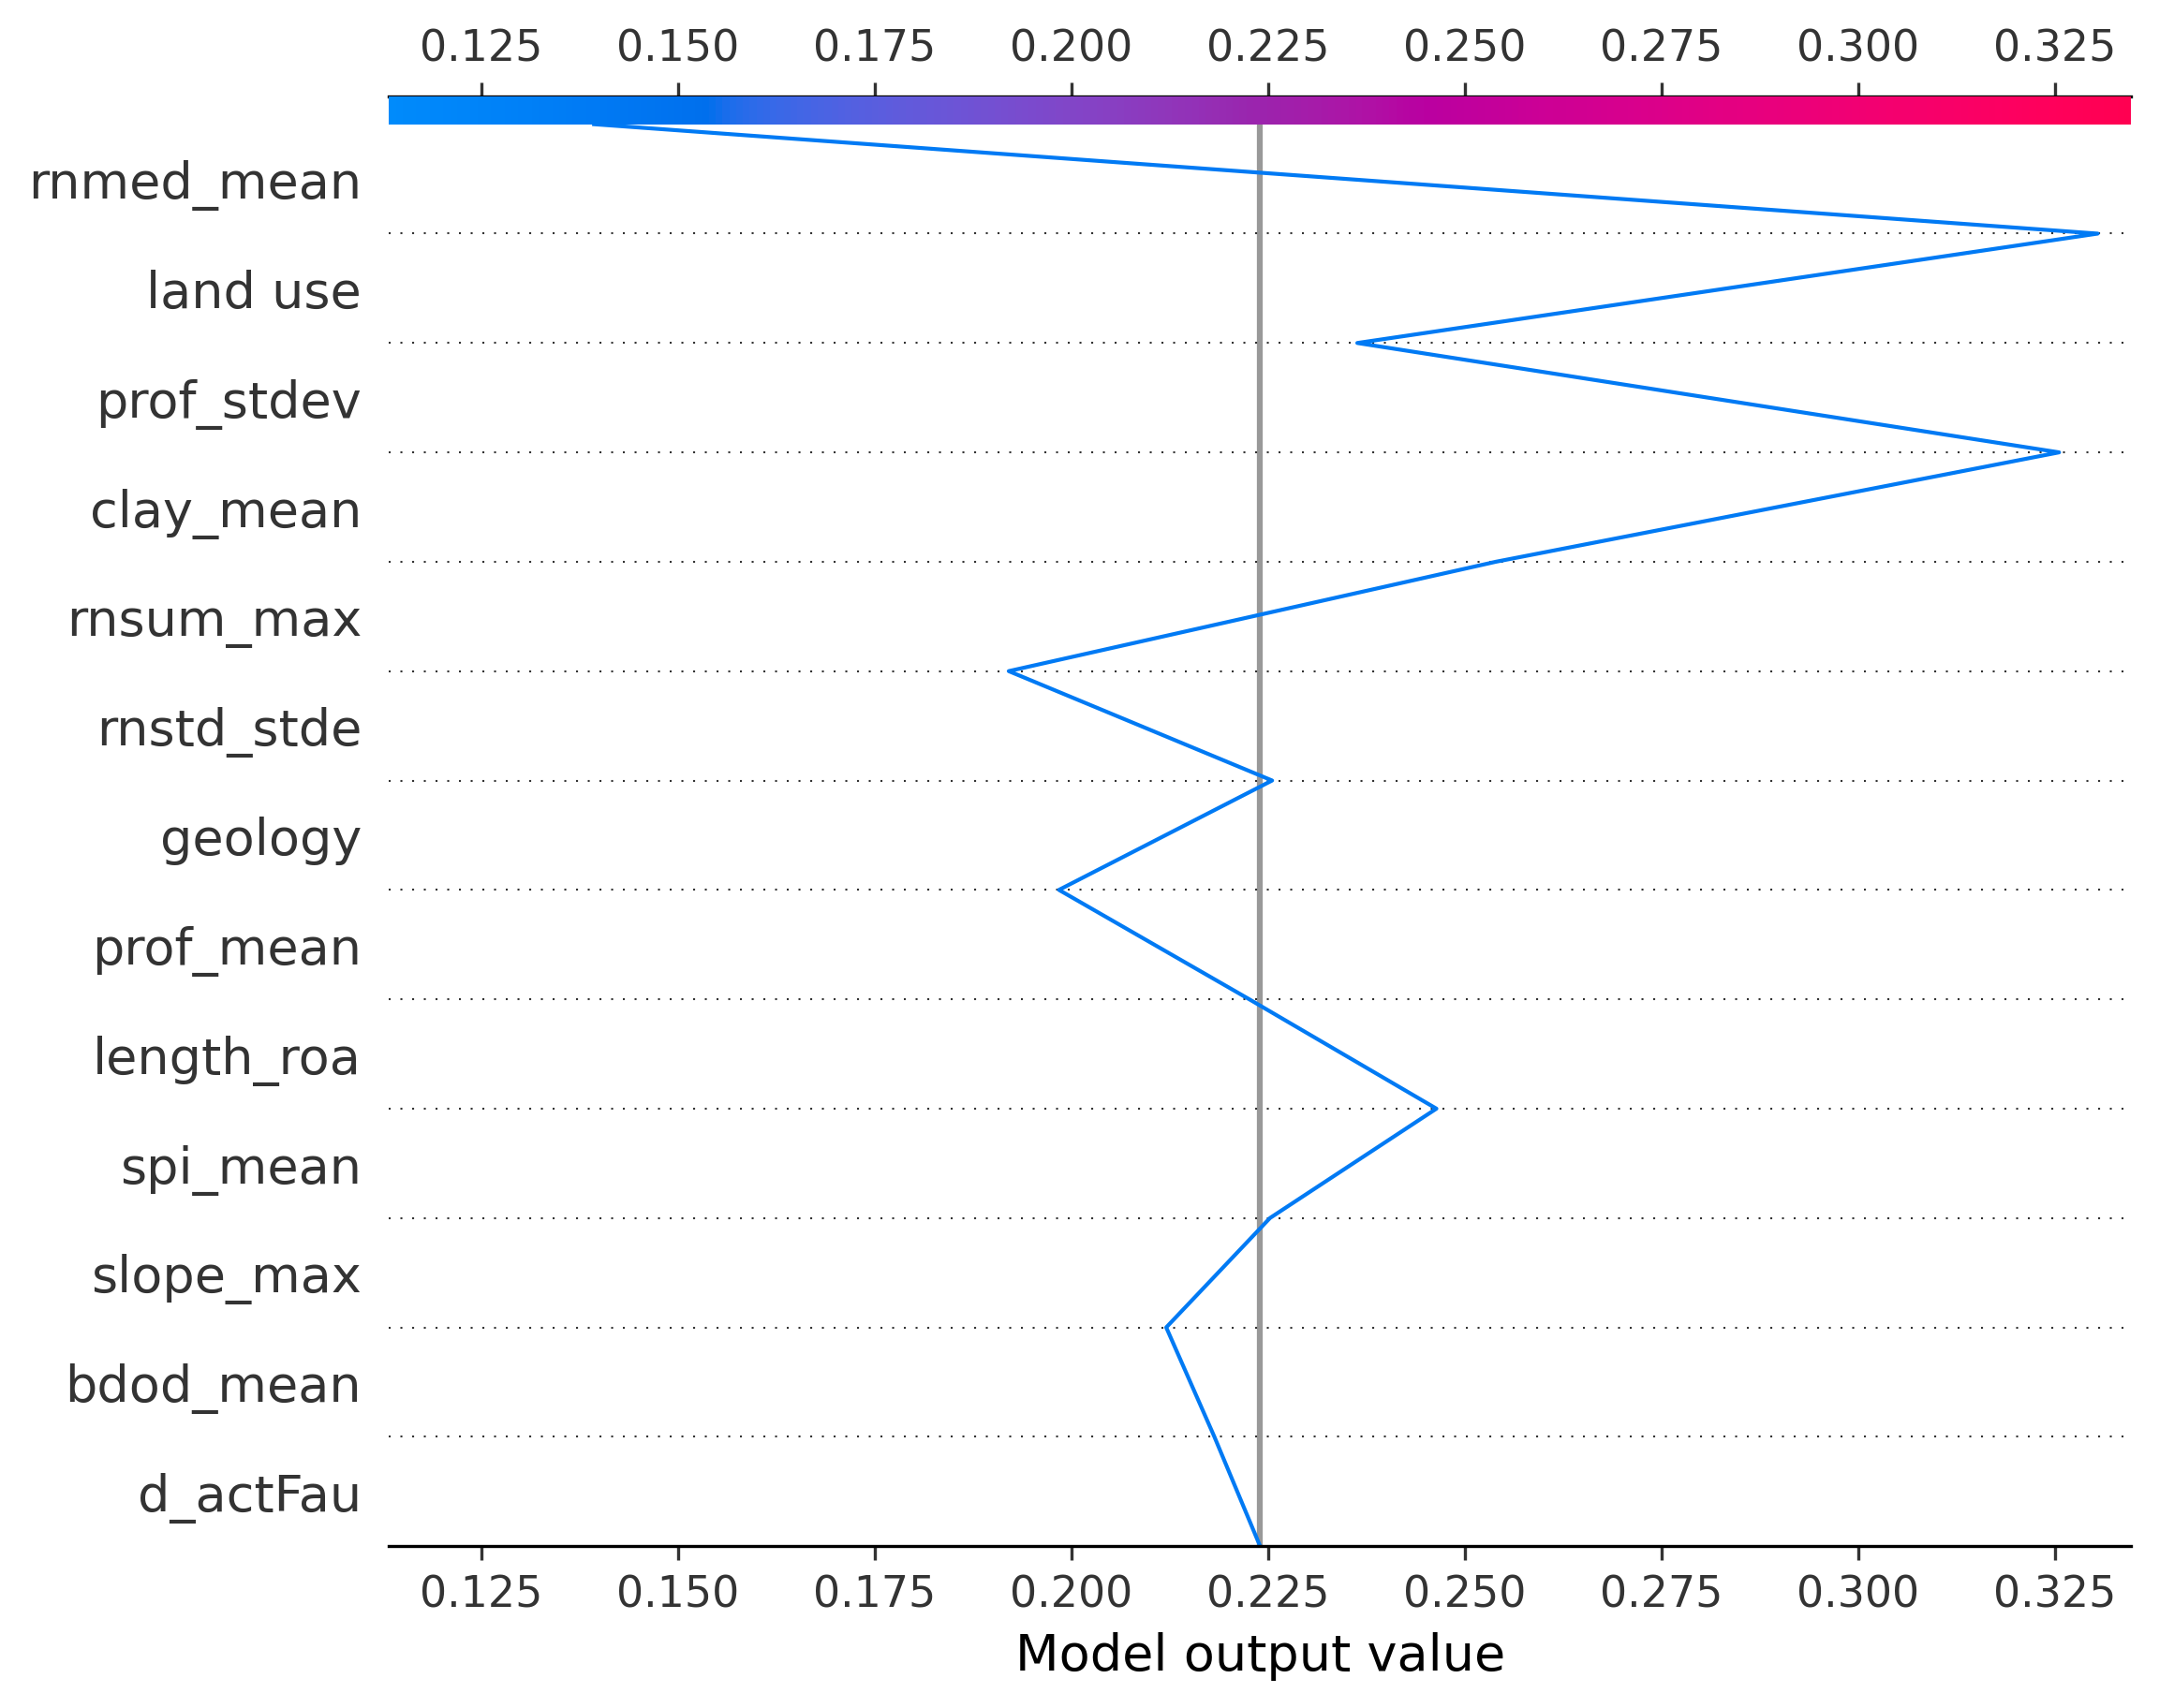 0.125 0.150 0.175 0.200 0.225 0.250 0.275 0.300 0.325
rnmed_mean
land use
prof_stdev
clay_mean
rnsum_max
rnstd_stde
geology
prof_mean
length_roa
spi_mean
slope_max
bdod_mean
d_actFau
0.125 0.150 0.175 0.200 0.225 0.250 0.275 0.300 0.325
Model output value